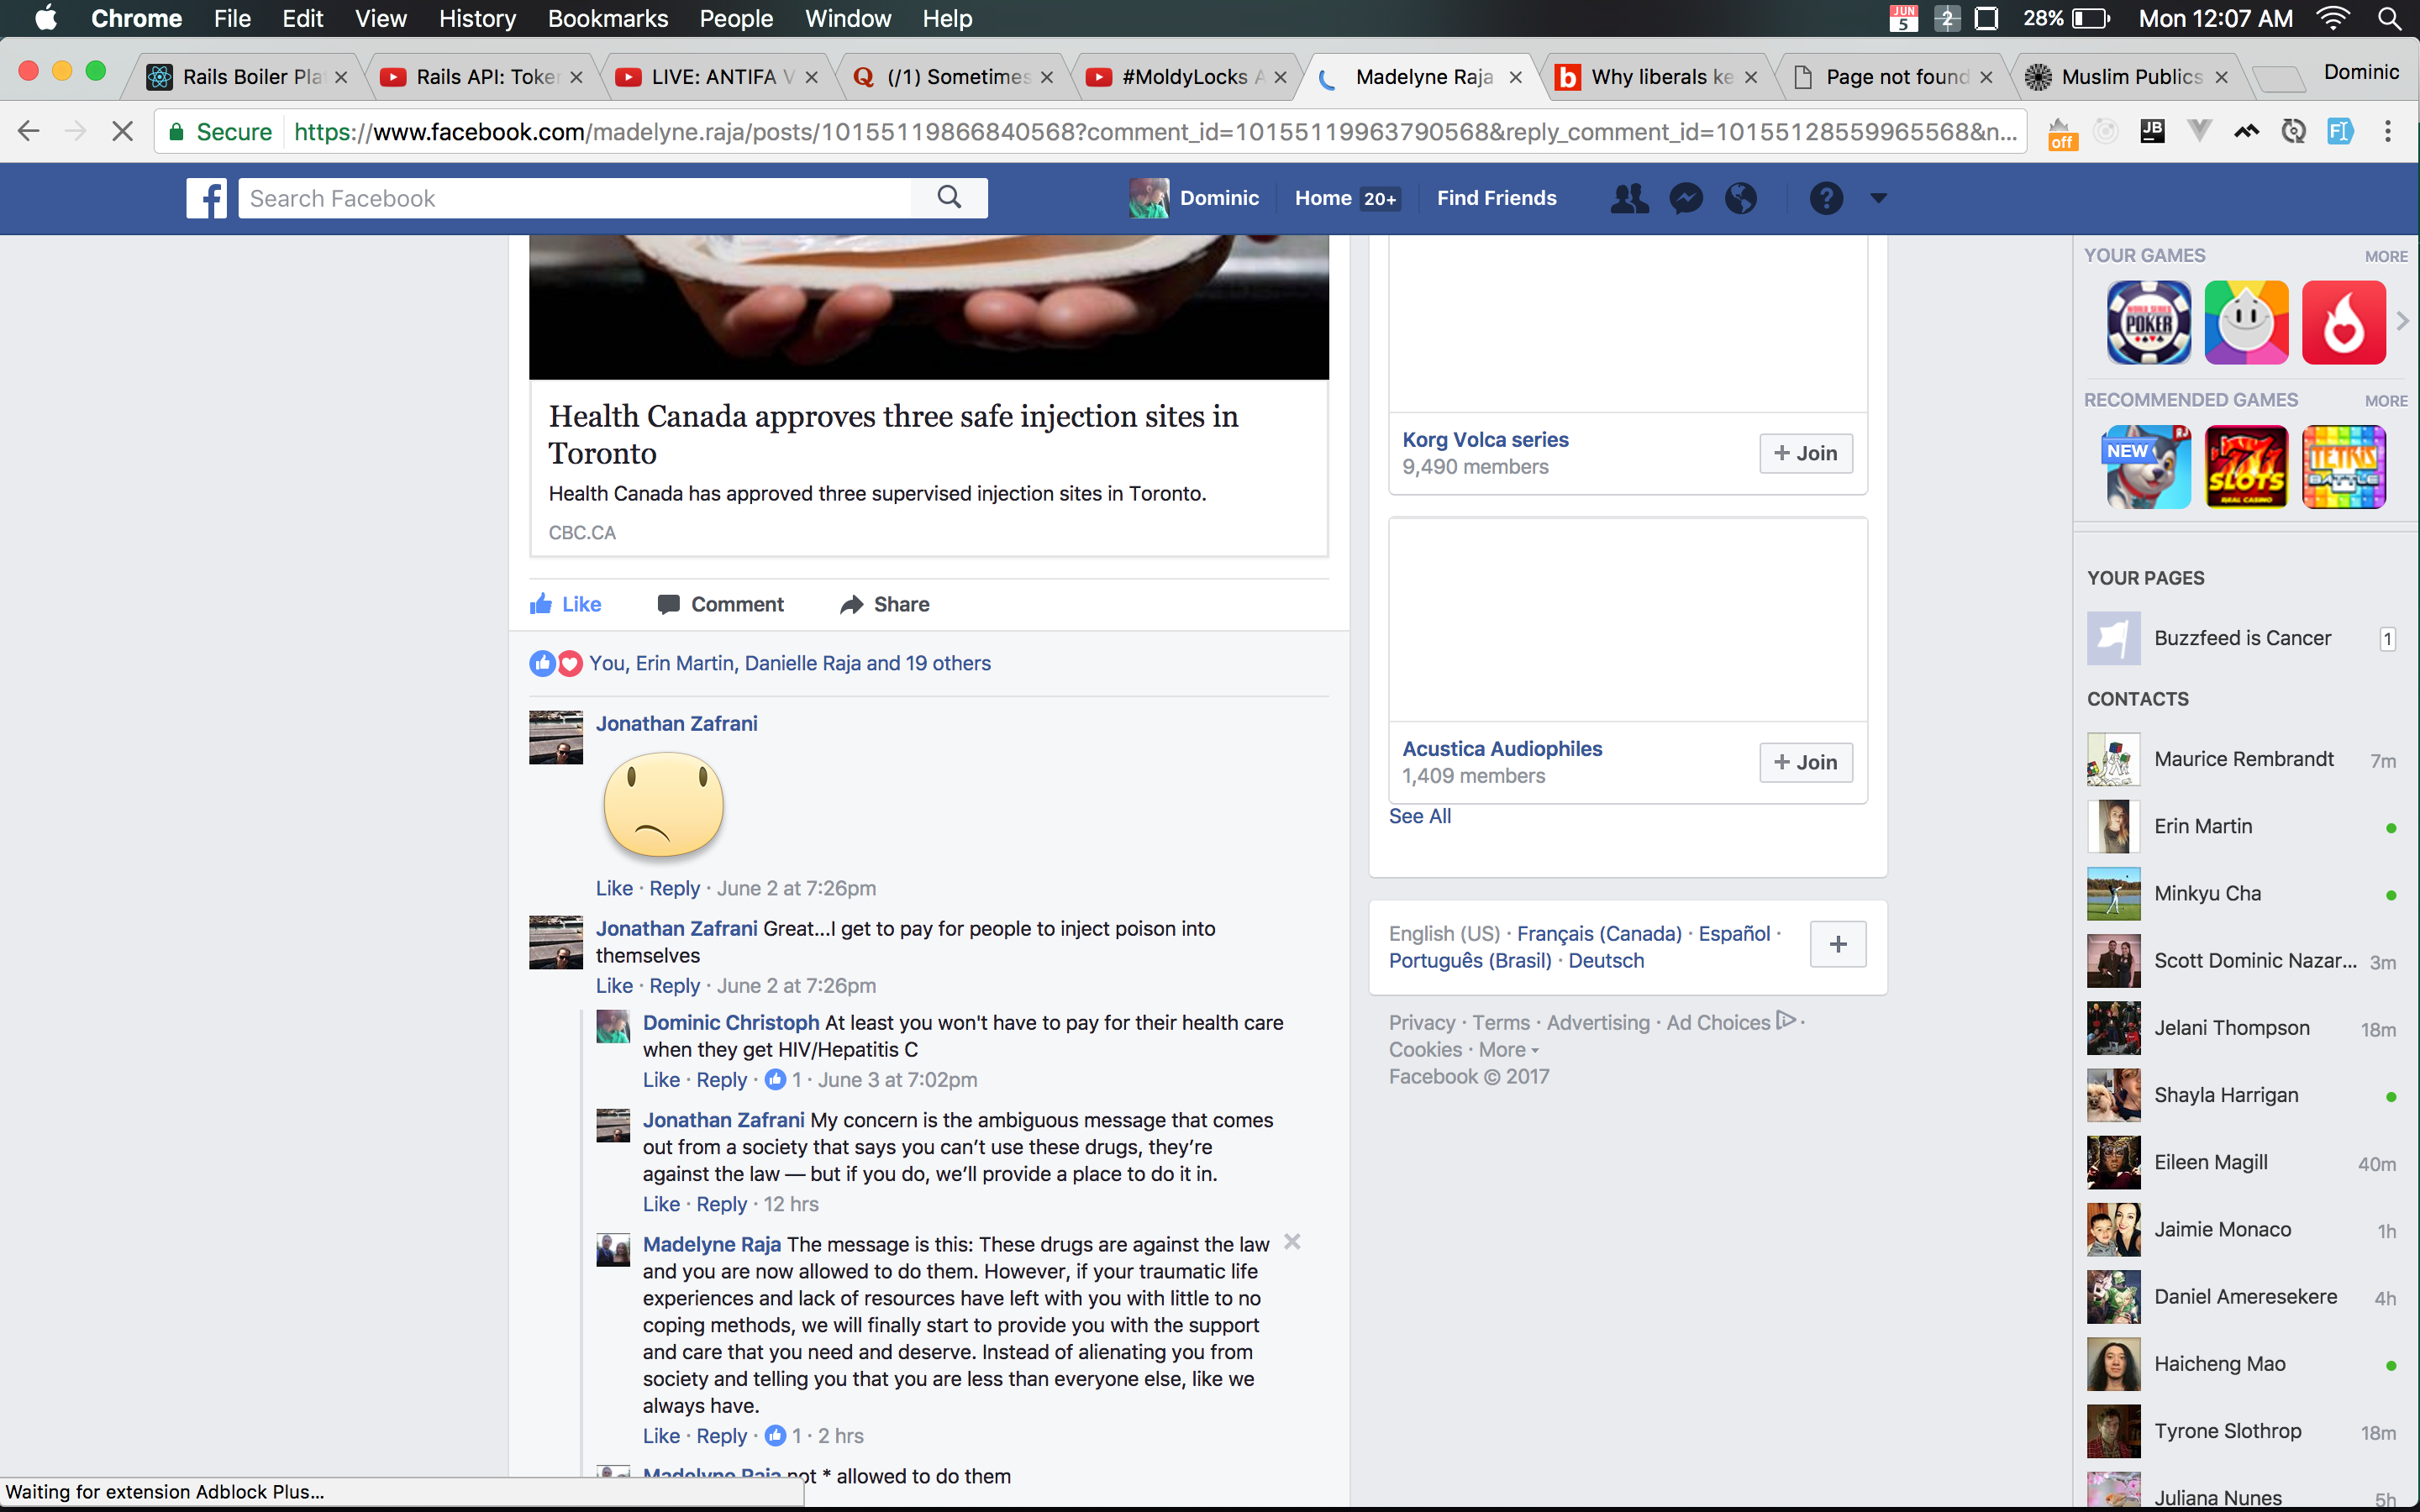 Chrome File Edit View History Bookmarks People Window Help
JUN 5 2 28% Mon 12:07 AM
Rails Boiler Pla
Rails API: Toke
LIVE: ANTIFA V
(/1) Sometimes
#MoldyLocks A
Madelyne Raja
Why liberals ke
Page not found
Muslim Publics
Dominic
Secure https://www.facebook.com/madelyne.raja/posts/10155119866840568?comment_id=10155119963790568&reply_comment_id=10155128559965568&n...
off JB
Search Facebook
Dominic Home 20+ Find Friends
Health Canada approves three safe injection sites in
Toronto
Health Canada has approved three supervised injection sites in Toronto.
CBC.CA
Like Comment Share
You, Erin Martin, Danielle Raja and 19 others
Jonathan Zafrani
Like · Reply · June 2 at 7:26pm
Jonathan Zafrani Great...I get to pay for people to inject poison into
themselves
Like · Reply · June 2 at 7:26pm
Dominic Christoph At least you won't have to pay for their health care
when they get HIV/Hepatitis C
Like · Reply · 1 · June 3 at 7:02pm
Jonathan Zafrani My concern is the ambiguous message that comes
out from a society that says you can’t use these drugs, they’re
against the law — but if you do, we’ll provide a place to do it in.
Like · Reply · 12 hrs
Madelyne Raja The message is this: These drugs are against the law
and you are now allowed to do them. However, if your traumatic life
experiences and lack of resources have left with you with little to no
coping methods, we will finally start to provide you with the support
and care that you need and deserve. Instead of alienating you from
society and telling you that you are less than everyone else, like we
always have.
Like · Reply · 1 · 2 hrs
Madelyne Raja not * allowed to do them
Waiting for extension Adblock Plus...
Korg Volca series
9,490 members
+ Join
Acustica Audiophiles
1,409 members
+ Join
See All
English (US) · Français (Canada) · Español ·
Português (Brasil) · Deutsch
Privacy · Terms · Advertising · Ad Choices ·
Cookies · More
Facebook © 2017
YOUR GAMES MORE
WORLD SERIES POKER
RECOMMENDED GAMES MORE
NEW
RJ
777 SLOTS REAL CASINO
TETRIS BATTLE
YOUR PAGES
Buzzfeed is Cancer 1
CONTACTS
Maurice Rembrandt 7m
Erin Martin
Minkyu Cha
Scott Dominic Nazar... 3m
Jelani Thompson 18m
Shayla Harrigan
Eileen Magill 40m
Jaimie Monaco 1h
Daniel Ameresekere 4h
Haicheng Mao
Tyrone Slothrop 18m
Juliana Nunes 5h